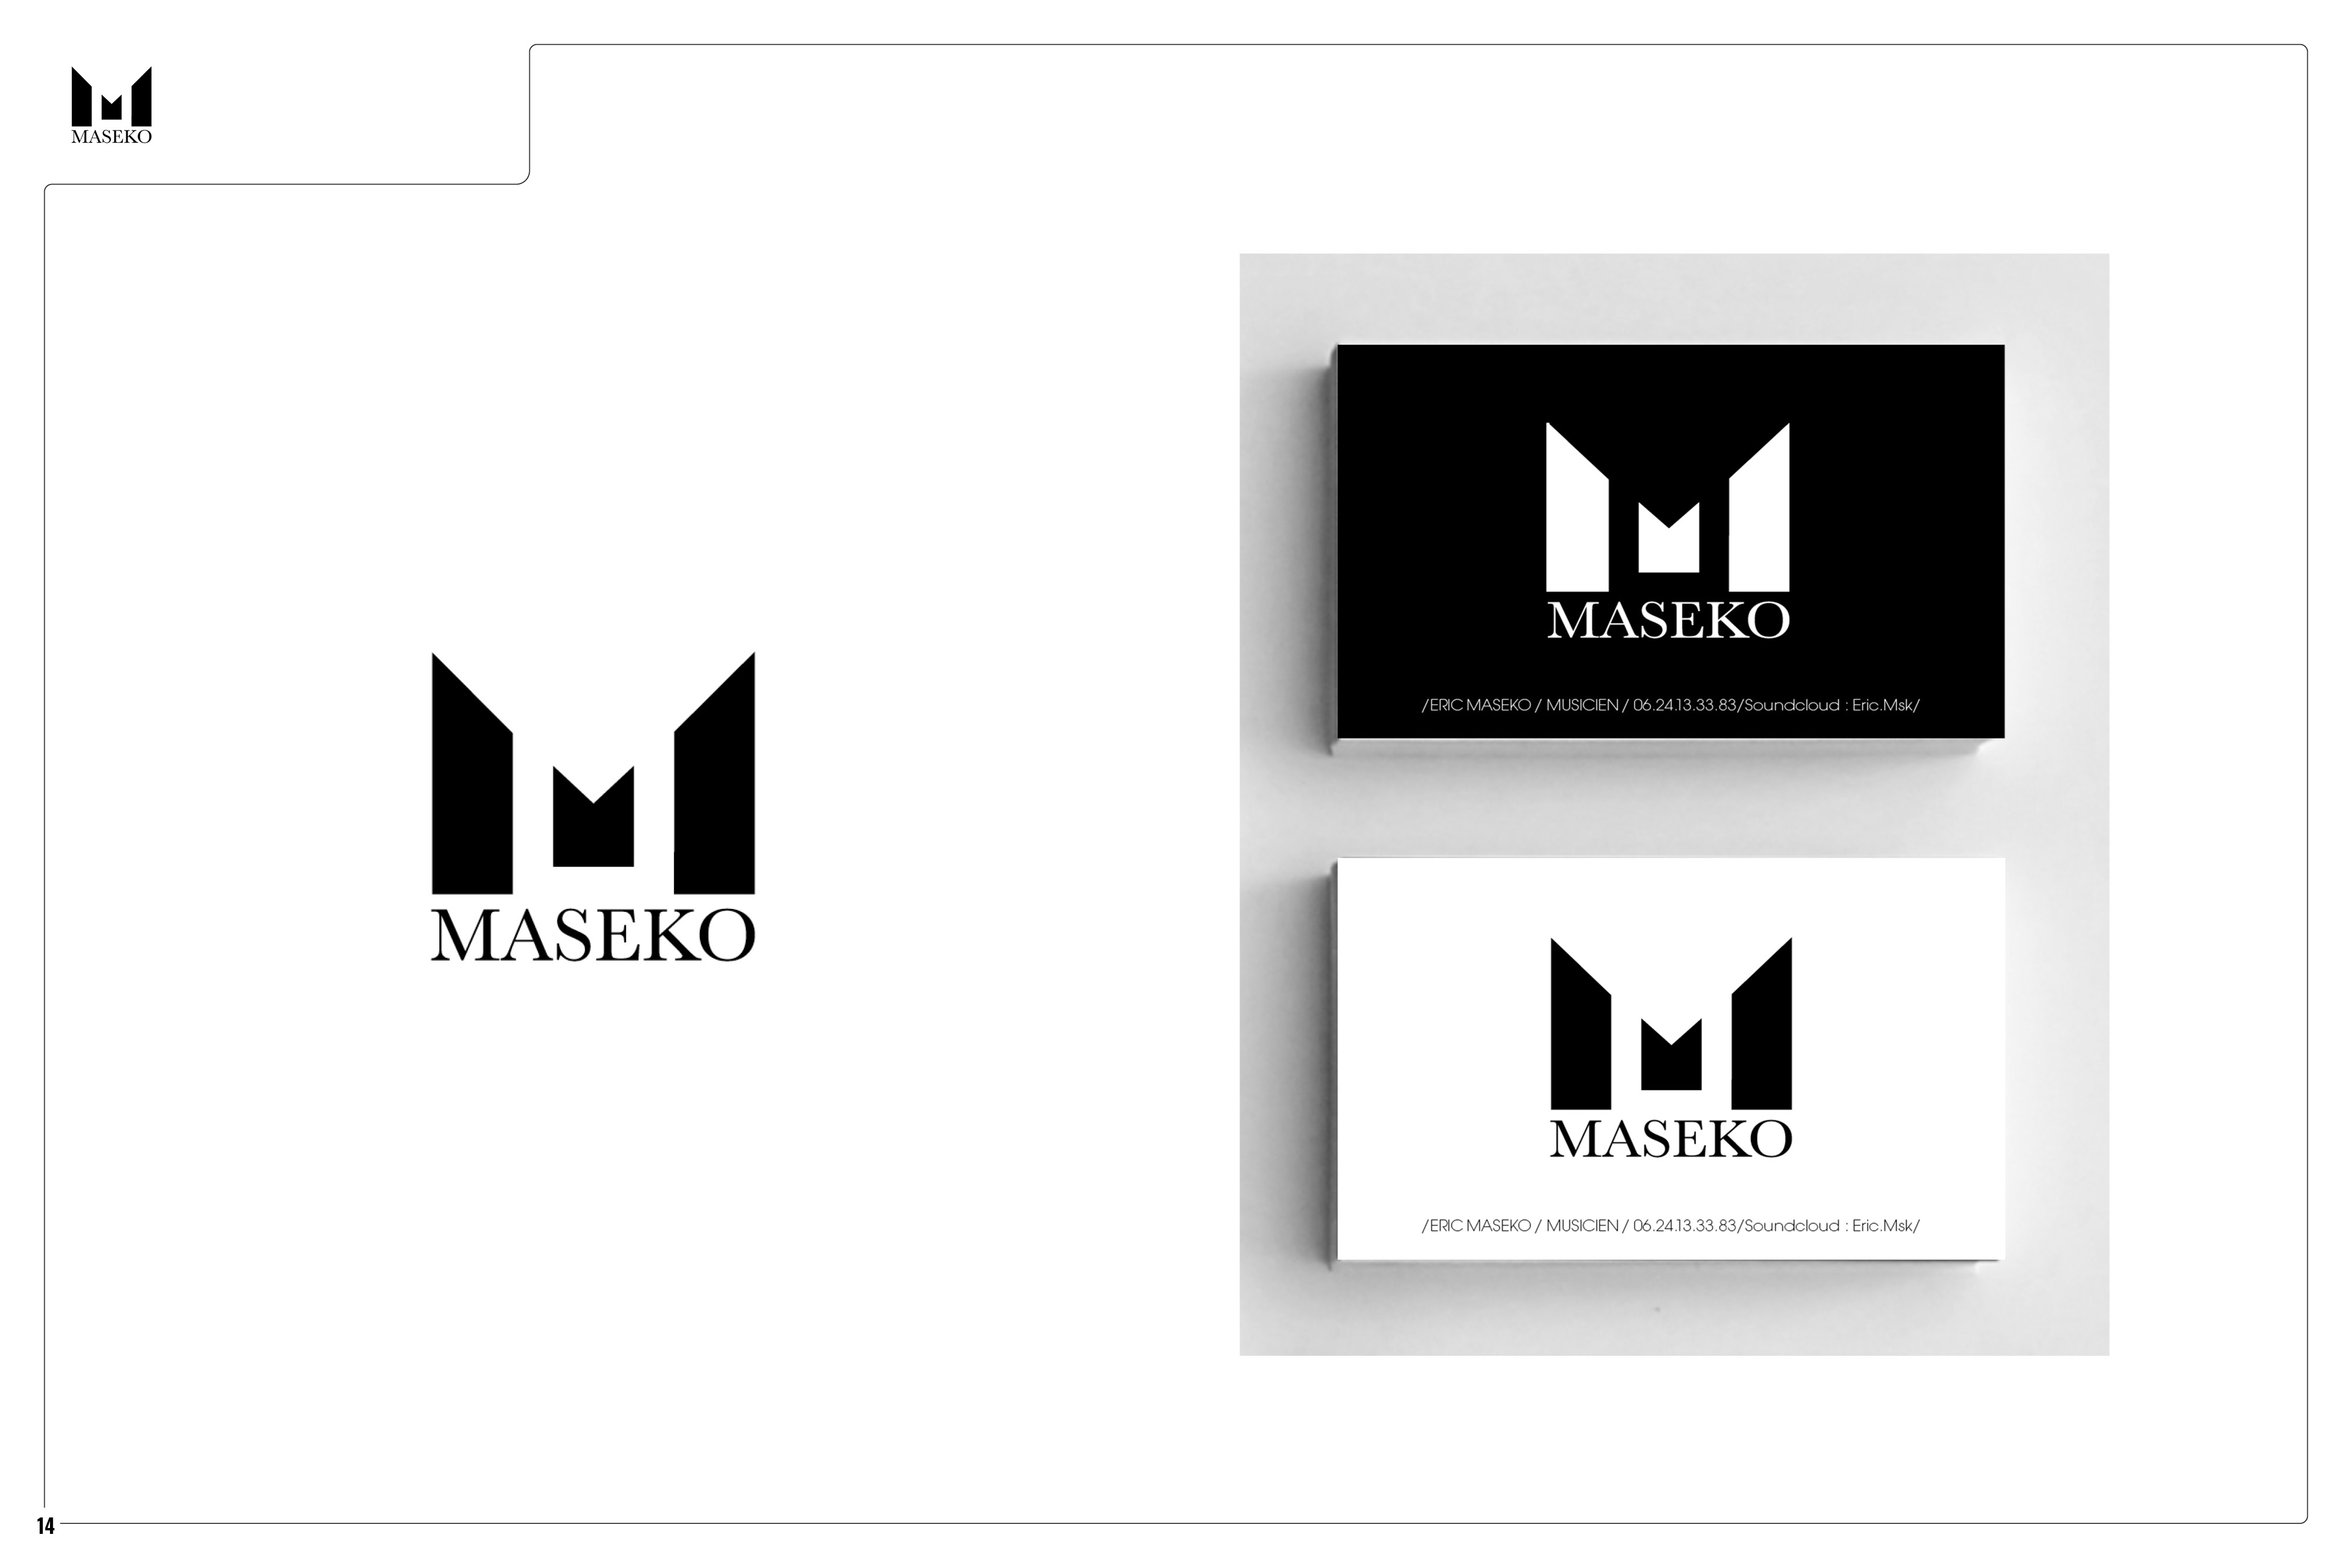 MASEKO
MASEKO
MASEKO
/ERIC MASEKO / MUSICIEN / 06.24.13.33.83/Soundcloud : Eric.Msk/
MASEKO
/ERIC MASEKO / MUSICIEN / 06.24.13.33.83/Soundcloud : Eric.Msk/
14